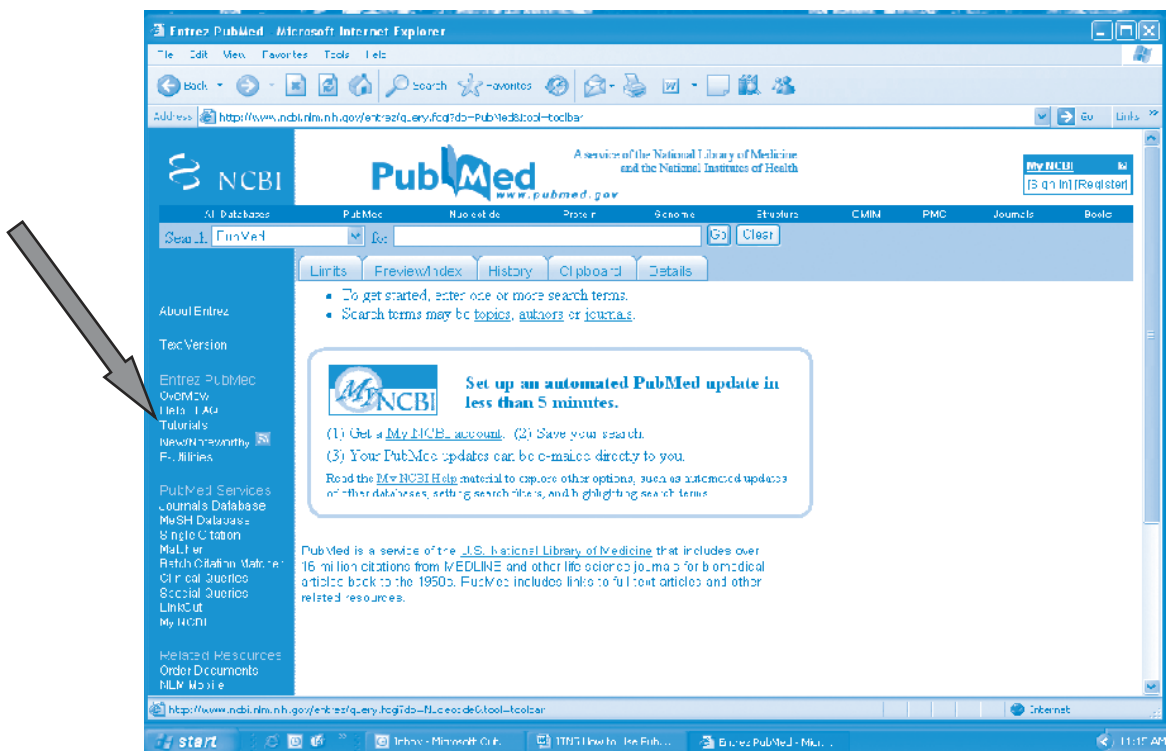 Entrez PubMed - Microsoft Internet Explorer
File Edit View Favorites Tools Help
Back Search Favorites
Address http://www.ncbi.nlm.nih.gov/entrez/query.fcgi?db=PubMed&tool=toolbar Go Links »
NCBI
PubMed
www.pubmed.gov
A service of the National Library of Medicine
and the National Institutes of Health
My NCBI
[Sign In] [Register]
All Databases PubMed Nucleotide Protein Genome Structure OMIM PMC Journals Books
Search PubMed for Go Clear
Limits Preview/Index History Clipboard Details
• To get started, enter one or more search terms.
• Search terms may be topics, authors or journals.
About Entrez
Text Version
Entrez PubMed
Overview
Help | FAQ
Tutorials
New/Noteworthy
E-Utilities
PubMed Services
Journals Database
MeSH Database
Single Citation
Matcher
Batch Citation Matcher
Clinical Queries
Special Queries
LinkOut
My NCBI
Related Resources
Order Documents
NLM Mobile
My NCBI
Set up an automated PubMed update in
less than 5 minutes.
(1) Get a My NCBI account. (2) Save your search.
(3) Your PubMed updates can be e-mailed directly to you.
Read the My NCBI Help material to explore other options, such as automated updates
of other databases, setting search filters, and highlighting search terms.
PubMed is a service of the U.S. National Library of Medicine that includes over
16 million citations from MEDLINE and other life science journals for biomedical
articles back to the 1950s. PubMed includes links to full text articles and other
related resources.
http://www.ncbi.nlm.nih.gov/entrez/query.fcgi?db=Nucleotide&tool=toolbar Internet
start Inbox - Microsoft Out... How to Use Pub... Entrez PubMed - Micr... 11:15 AM